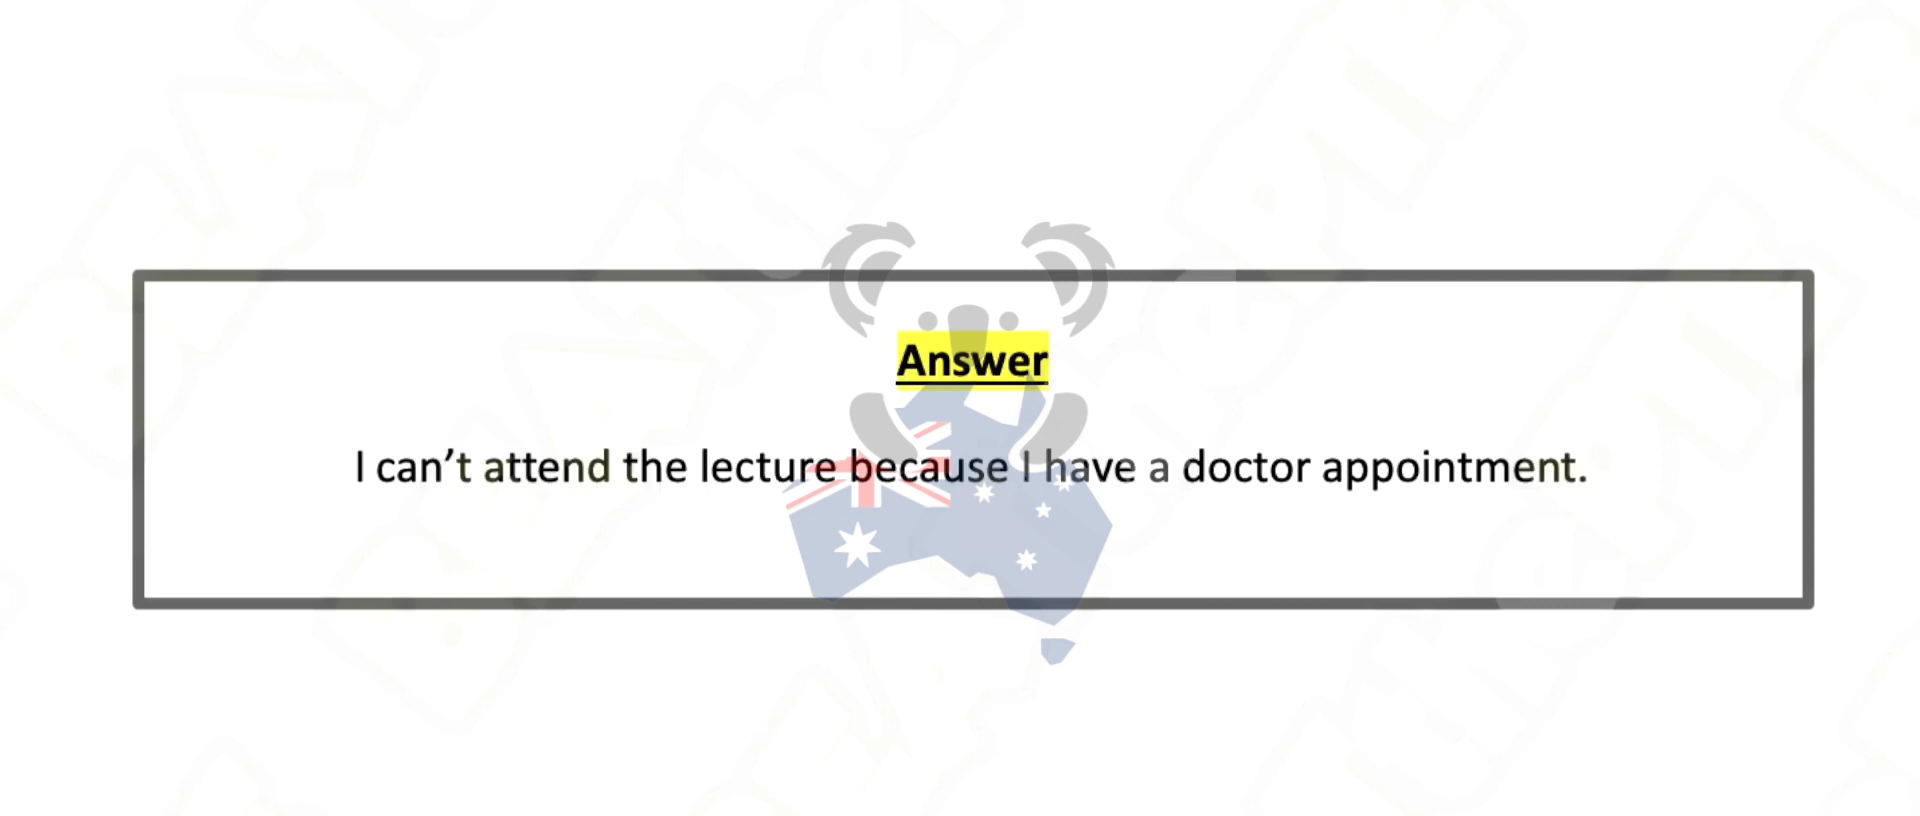 Answer
I can’t attend the lecture because I have a doctor appointment.